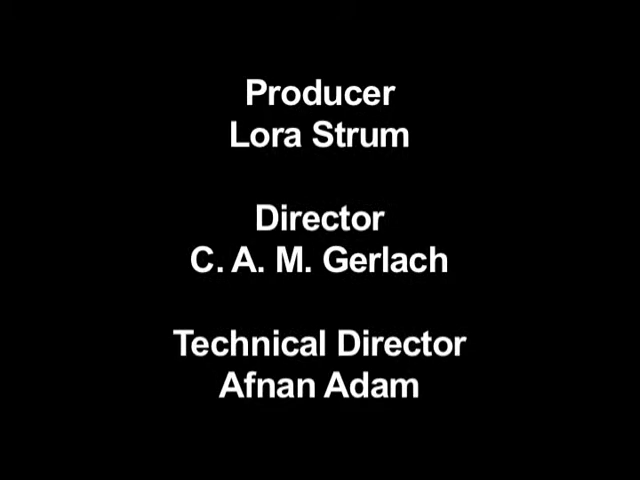 Producer
Lora Strum
Director
C. A. M. Gerlach
Technical Director
Afnan Adam